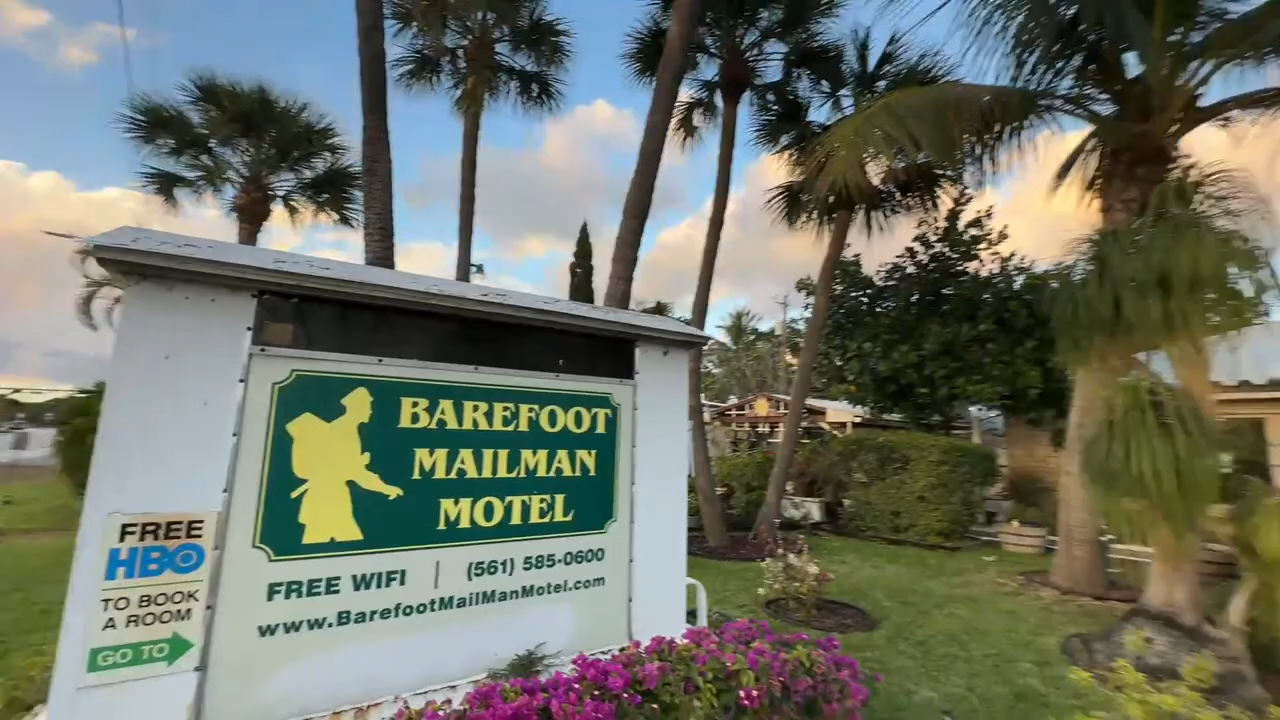 BAREFOOT
MAILMAN
MOTEL
FREE WIFI | (561) 585-0600
www.BarefootMailManMotel.com
FREE
HBO
TO BOOK
A ROOM
GO TO